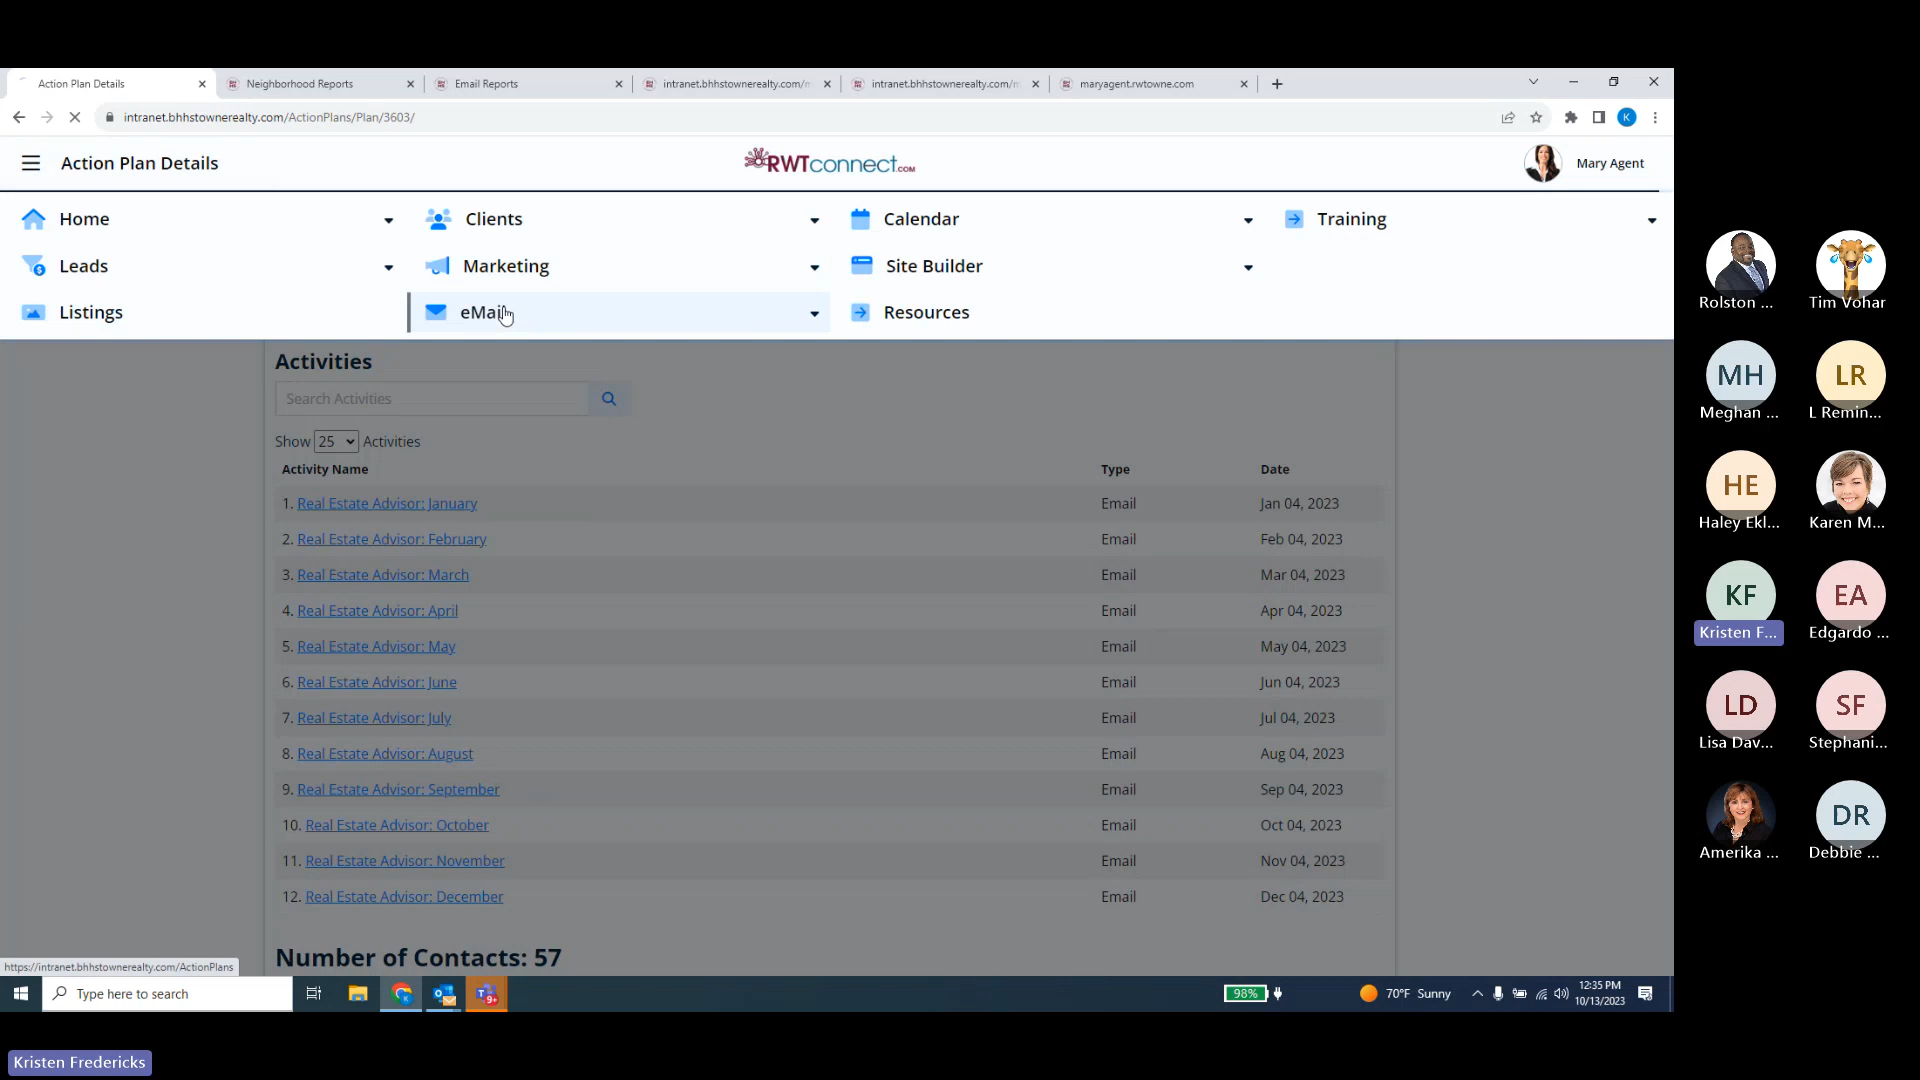 Action Plan Details
Neighborhood Reports
Email Reports
intranet.bhhstownerealty.com/m
intranet.bhhstownerealty.com/m
maryagent.rwtowne.com
intranet.bhhstownerealty.com/ActionPlans/Plan/3603/
K
Action Plan Details
RWTconnect.COM
Mary Agent
Home
Clients
Calendar
Training
Leads
Marketing
Site Builder
Listings
eMail
Resources
Activities
Search Activities
Show 25 Activities
Activity Name Type Date
1. Real Estate Advisor: January Email Jan 04, 2023
2. Real Estate Advisor: February Email Feb 04, 2023
3. Real Estate Advisor: March Email Mar 04, 2023
4. Real Estate Advisor: April Email Apr 04, 2023
5. Real Estate Advisor: May Email May 04, 2023
6. Real Estate Advisor: June Email Jun 04, 2023
7. Real Estate Advisor: July Email Jul 04, 2023
8. Real Estate Advisor: August Email Aug 04, 2023
9. Real Estate Advisor: September Email Sep 04, 2023
10. Real Estate Advisor: October Email Oct 04, 2023
11. Real Estate Advisor: November Email Nov 04, 2023
12. Real Estate Advisor: December Email Dec 04, 2023
Number of Contacts: 57
https://intranet.bhhstownerealty.com/ActionPlans
Type here to search
98%
70°F Sunny
12:35 PM
10/13/2023
Rolston ...
Tim Vohar
MH
Meghan ...
LR
L Remin...
HE
Haley Ekl...
Karen M...
KF
Kristen F...
EA
Edgardo ...
LD
Lisa Dav...
SF
Stephani...
Amerika ...
DR
Debbie ...
Kristen Fredericks